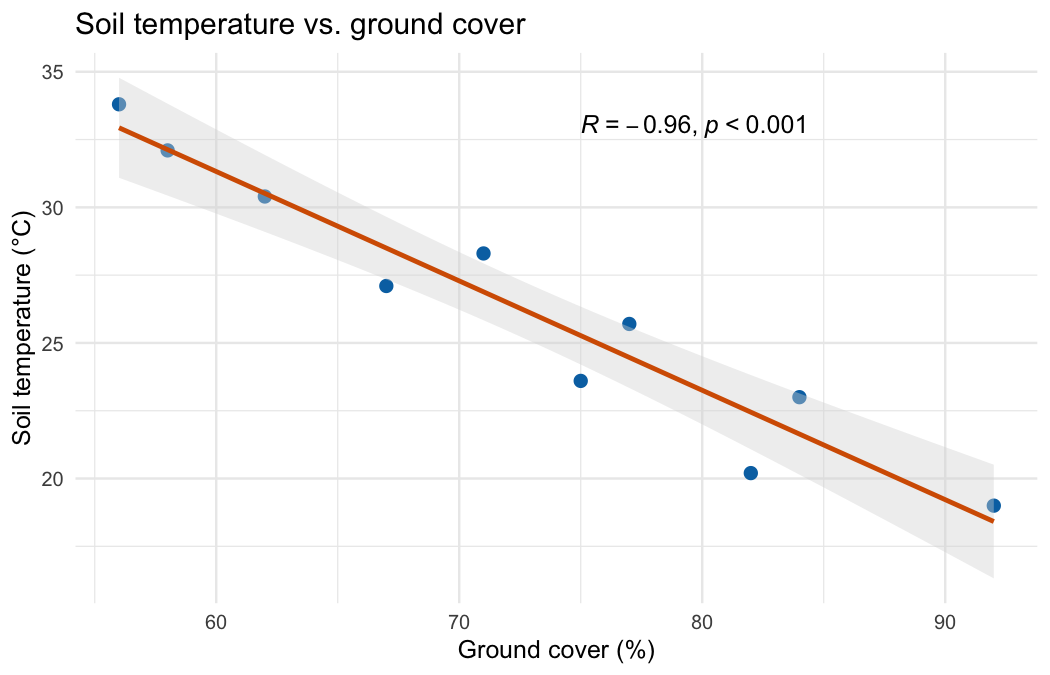 Soil temperature vs. ground cover
R = −0.96, p < 0.001
35
30
25
20
Soil temperature (°C)
60 70 80 90
Ground cover (%)